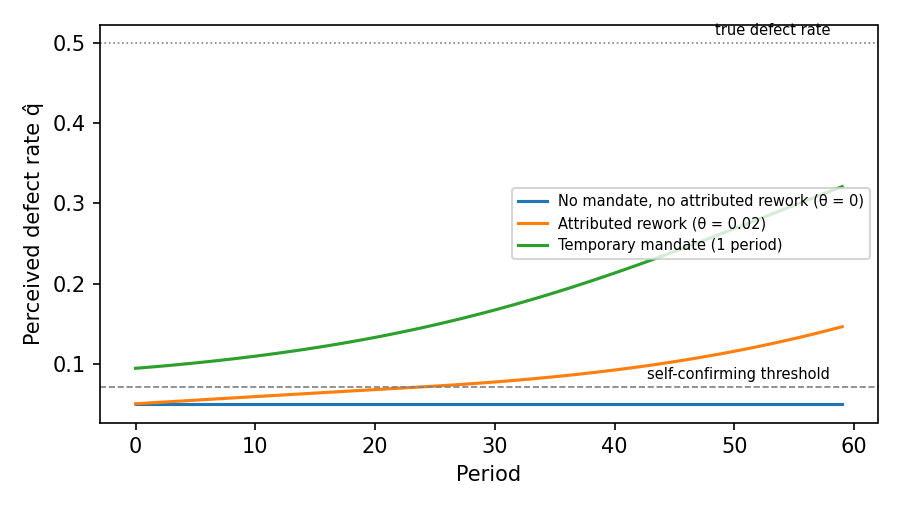 true defect rate
0.5
0.4
0.3
0.2
0.1
Perceived defect rate q̂
No mandate, no attributed rework (θ = 0)
Attributed rework (θ = 0.02)
Temporary mandate (1 period)
self-confirming threshold
0 10 20 30 40 50 60
Period